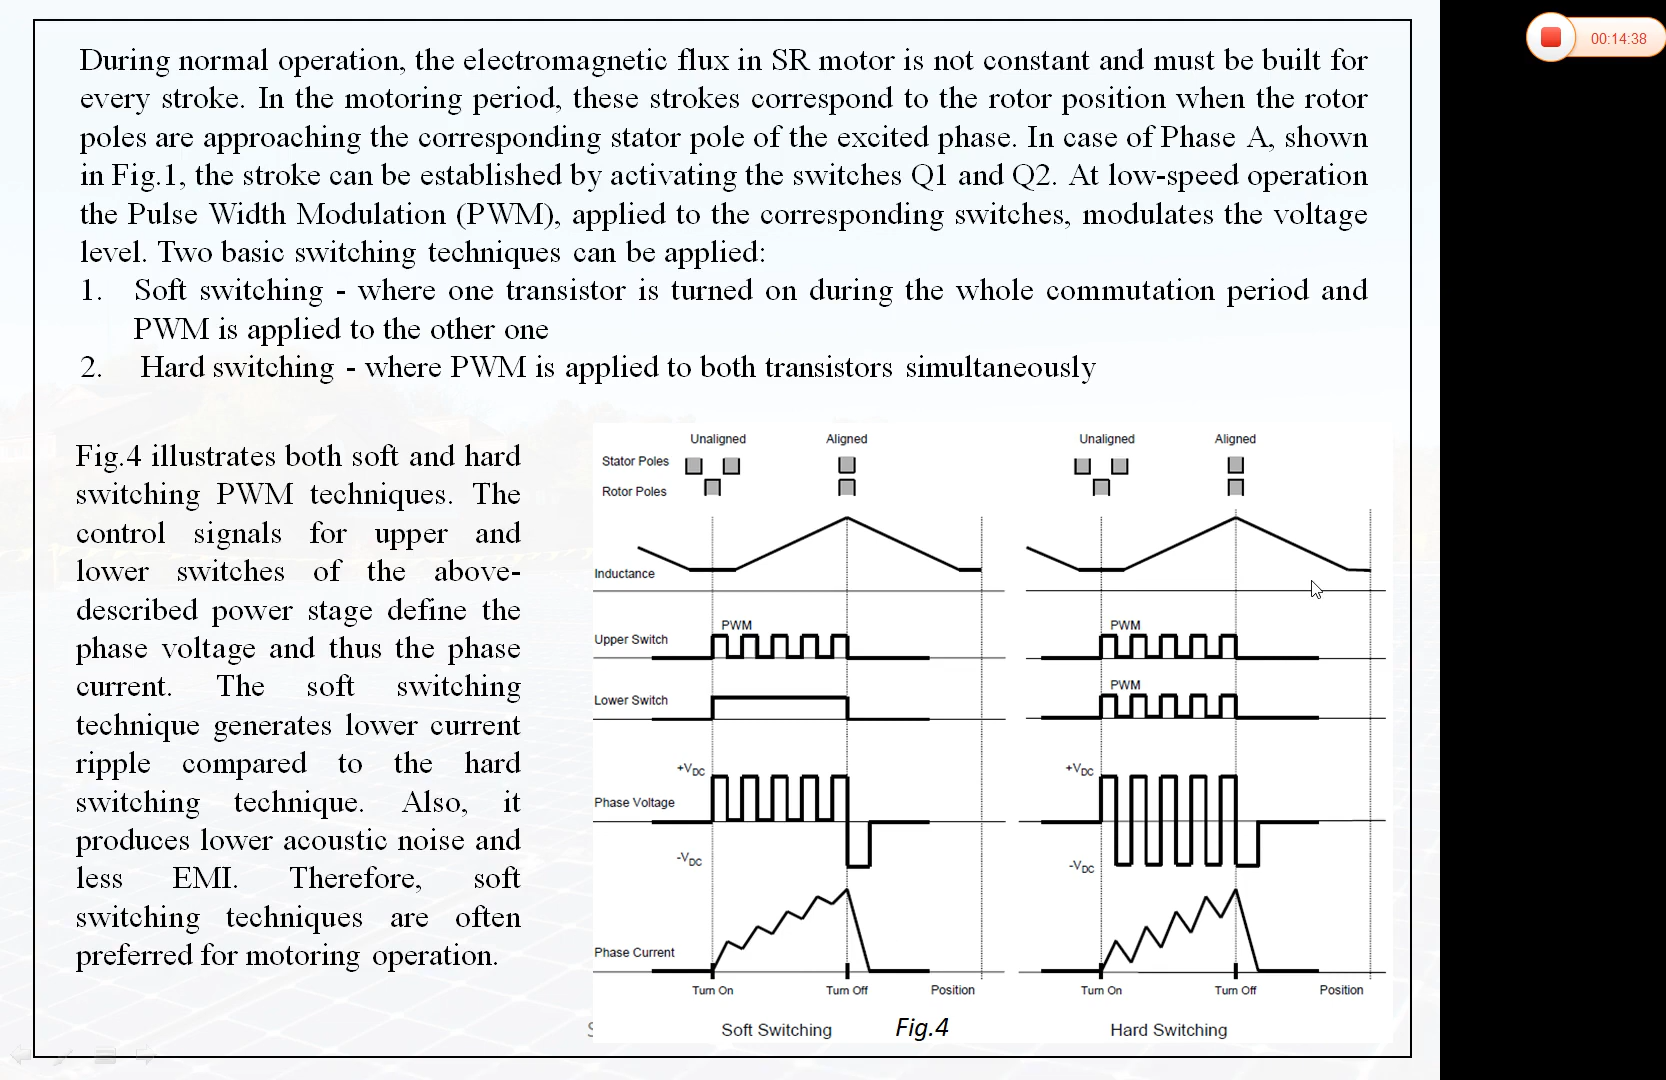 00:14:38
During normal operation, the electromagnetic flux in SR motor is not constant and must be built for
every stroke. In the motoring period, these strokes correspond to the rotor position when the rotor
poles are approaching the corresponding stator pole of the excited phase. In case of Phase A, shown
in Fig.1, the stroke can be established by activating the switches Q1 and Q2. At low-speed operation
the Pulse Width Modulation (PWM), applied to the corresponding switches, modulates the voltage
level. Two basic switching techniques can be applied:
1. Soft switching - where one transistor is turned on during the whole commutation period and
PWM is applied to the other one
2. Hard switching - where PWM is applied to both transistors simultaneously
Fig.4 illustrates both soft and hard
switching PWM techniques. The
control signals for upper and
lower switches of the above-
described power stage define the
phase voltage and thus the phase
current. The soft switching
technique generates lower current
ripple compared to the hard
switching technique. Also, it
produces lower acoustic noise and
less EMI. Therefore, soft
switching techniques are often
preferred for motoring operation.
Unaligned Aligned
Stator Poles
Rotor Poles
Inductance
PWM
Upper Switch
Lower Switch
+VDC
Phase Voltage
-VDC
Phase Current
Turn On Turn Off Position
Soft Switching
Unaligned Aligned
PWM
PWM
+VDC
-VDC
Turn On Turn Off Position
Hard Switching
Fig.4